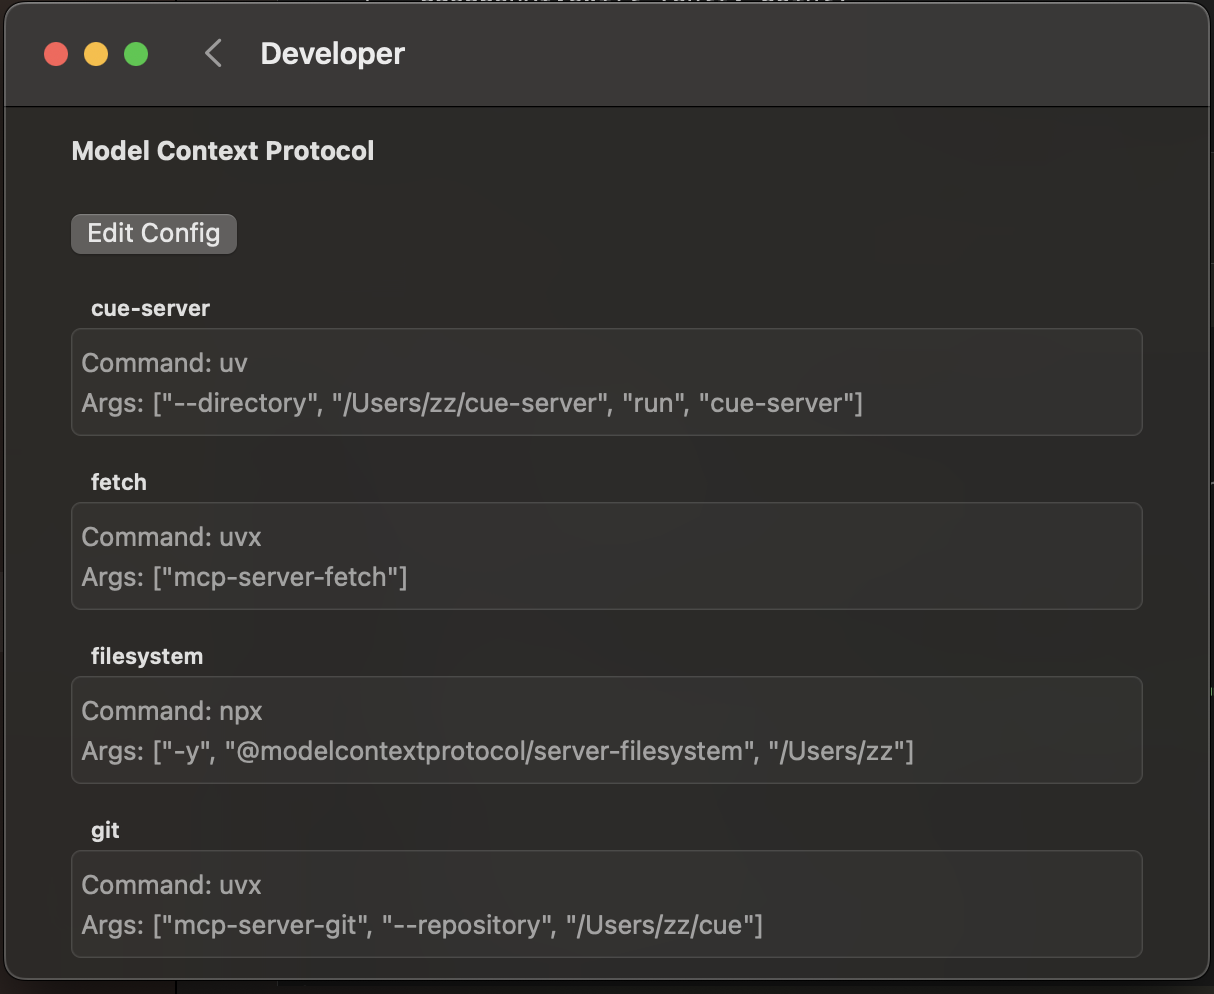 Developer
Model Context Protocol
Edit Config
cue-server
Command: uv
Args: ["--directory", "/Users/zz/cue-server", "run", "cue-server"]
fetch
Command: uvx
Args: ["mcp-server-fetch"]
filesystem
Command: npx
Args: ["-y", "@modelcontextprotocol/server-filesystem", "/Users/zz"]
git
Command: uvx
Args: ["mcp-server-git", "--repository", "/Users/zz/cue"]